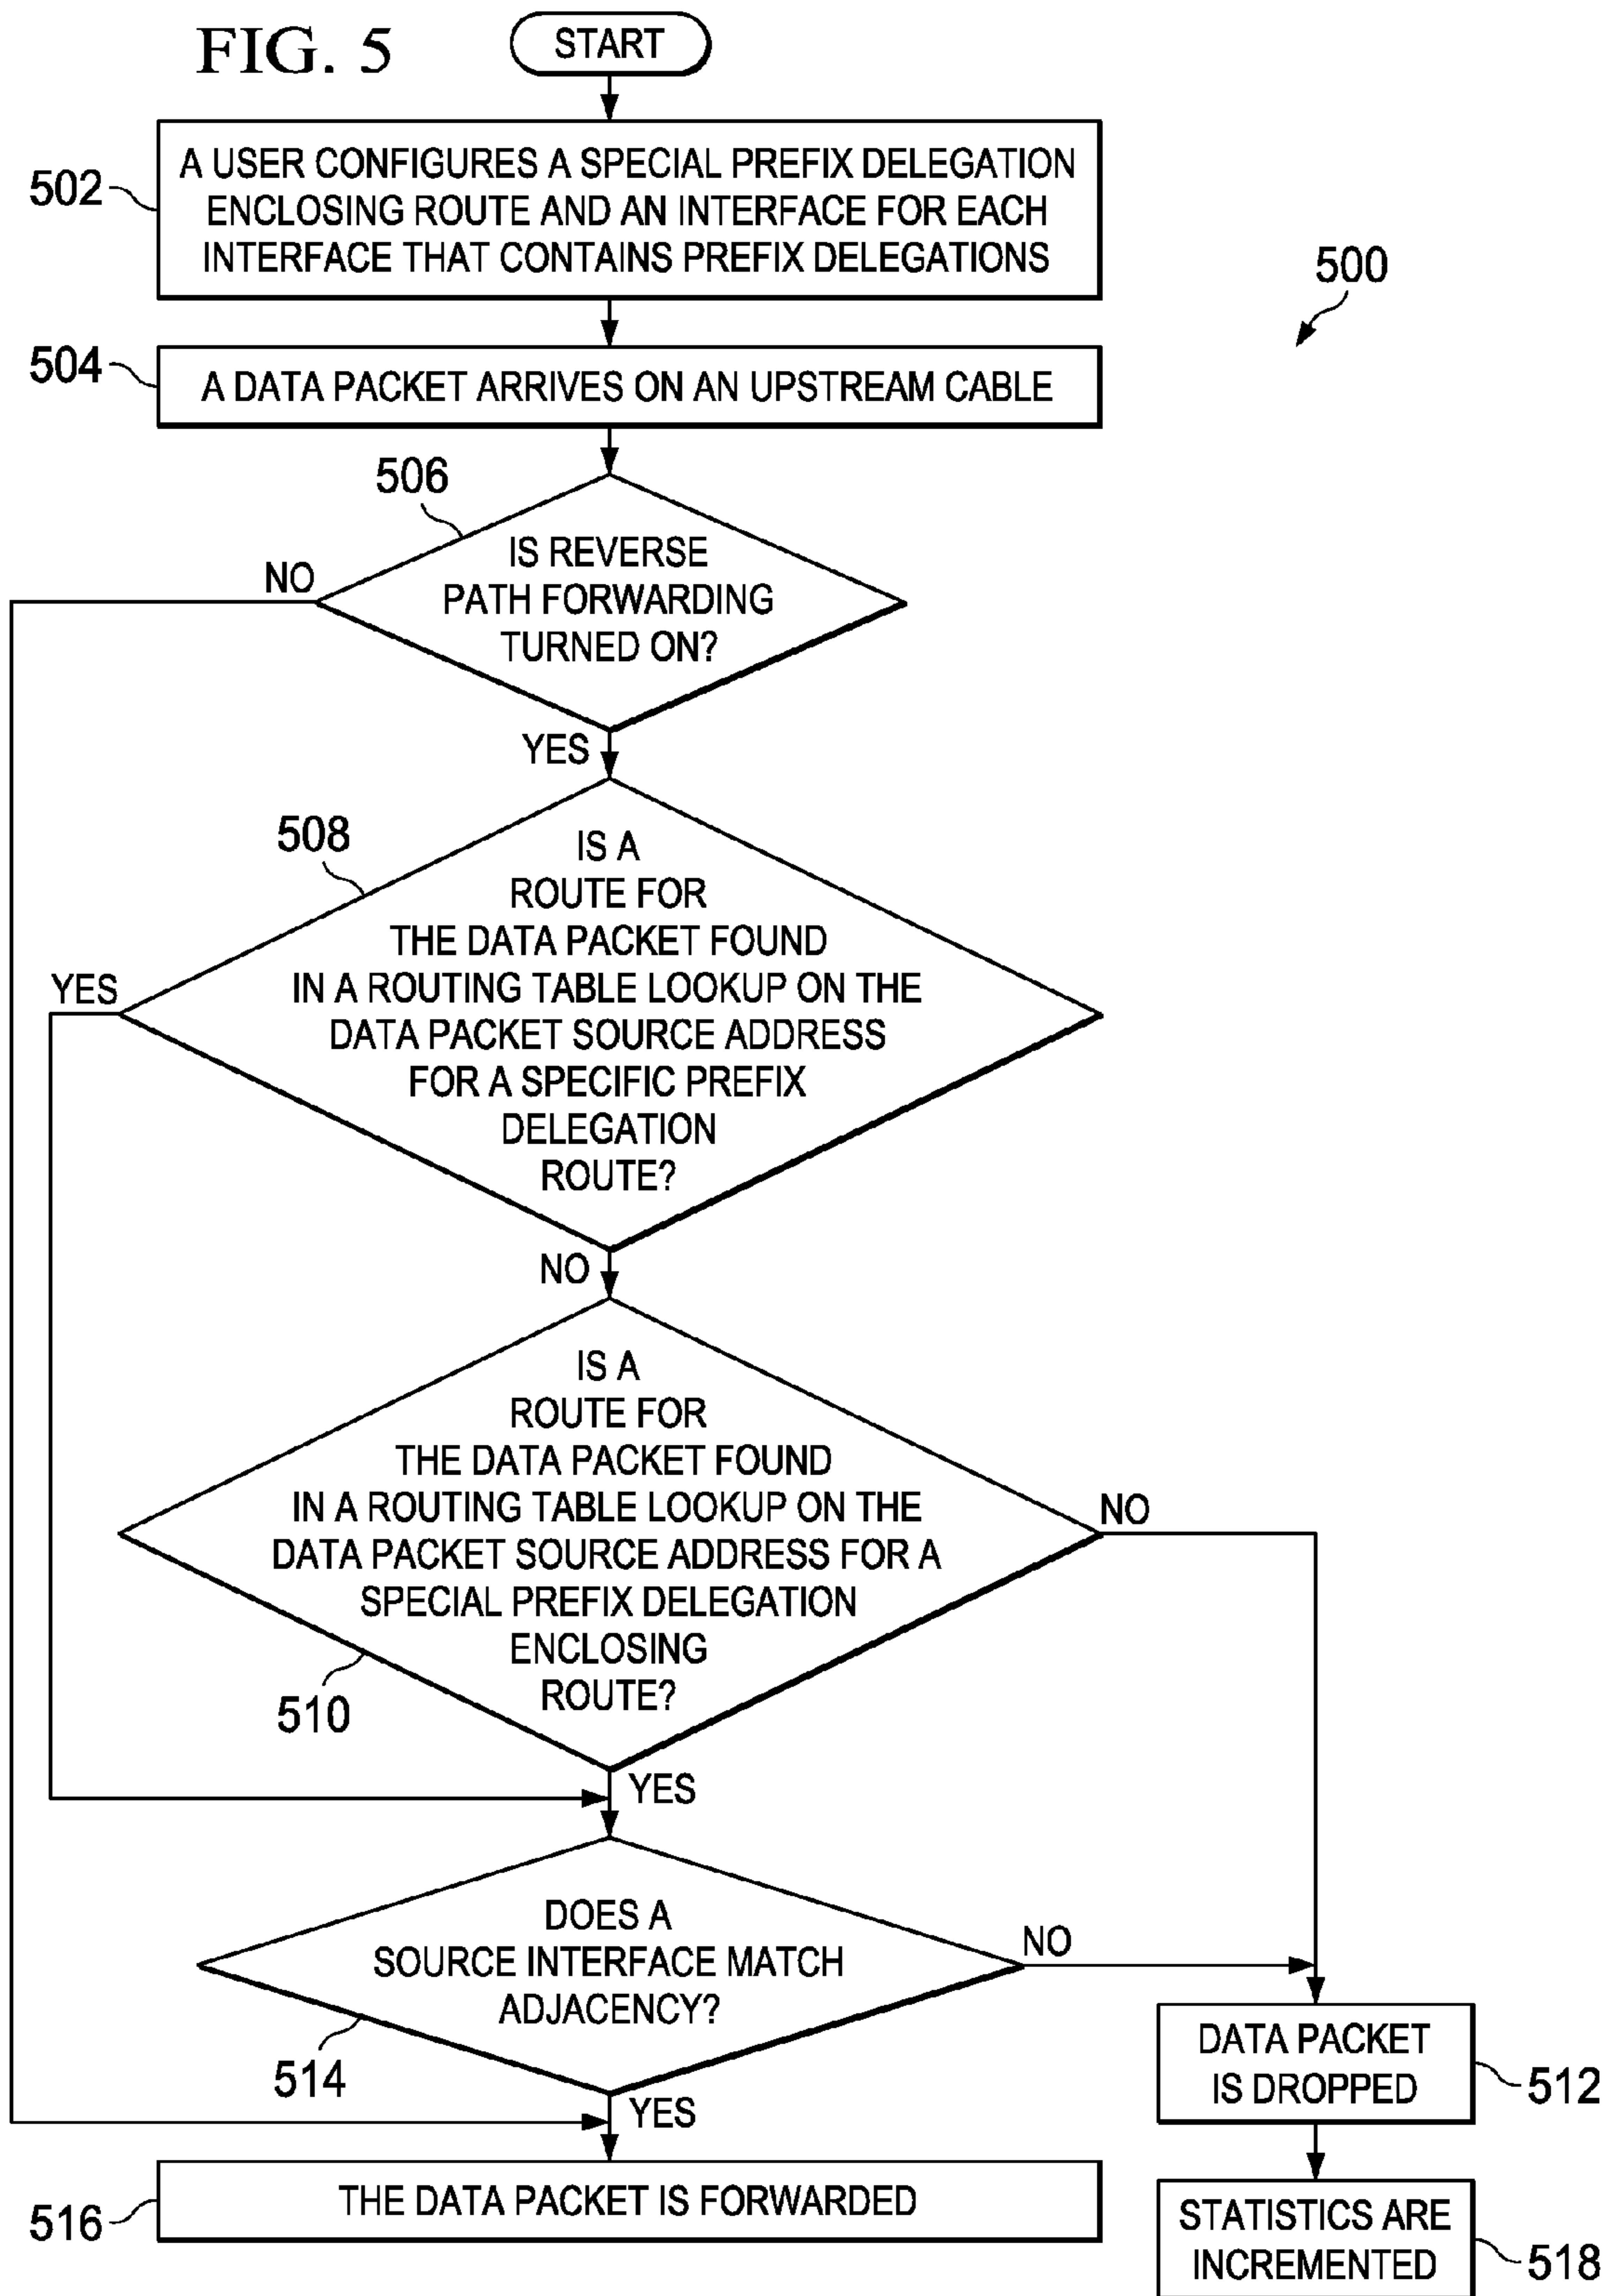 FIG. 5
START
502
A USER CONFIGURES A SPECIAL PREFIX DELEGATION
ENCLOSING ROUTE AND AN INTERFACE FOR EACH
INTERFACE THAT CONTAINS PREFIX DELEGATIONS
500
504
A DATA PACKET ARRIVES ON AN UPSTREAM CABLE
506
IS REVERSE
PATH FORWARDING
TURNED ON?
NO
YES
508
IS A
ROUTE FOR
THE DATA PACKET FOUND
IN A ROUTING TABLE LOOKUP ON THE
DATA PACKET SOURCE ADDRESS
FOR A SPECIFIC PREFIX
DELEGATION
ROUTE?
YES
NO
IS A
ROUTE FOR
THE DATA PACKET FOUND
IN A ROUTING TABLE LOOKUP ON THE
DATA PACKET SOURCE ADDRESS FOR A
SPECIAL PREFIX DELEGATION
ENCLOSING
ROUTE?
NO
510
YES
DOES A
SOURCE INTERFACE MATCH
ADJACENCY?
NO
514
YES
DATA PACKET
IS DROPPED
512
516
THE DATA PACKET IS FORWARDED
STATISTICS ARE
INCREMENTED
518